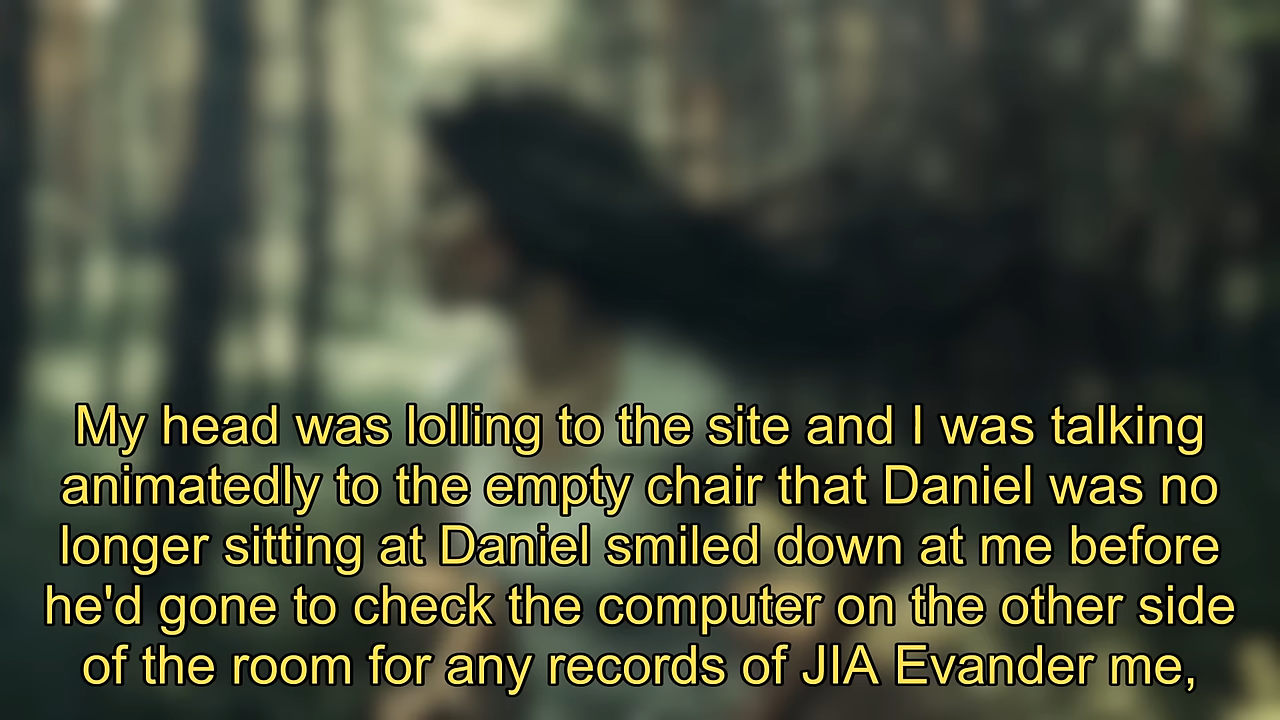 My head was lolling to the site and I was talking
animatedly to the empty chair that Daniel was no
longer sitting at Daniel smiled down at me before
he'd gone to check the computer on the other side
of the room for any records of JIA Evander me,